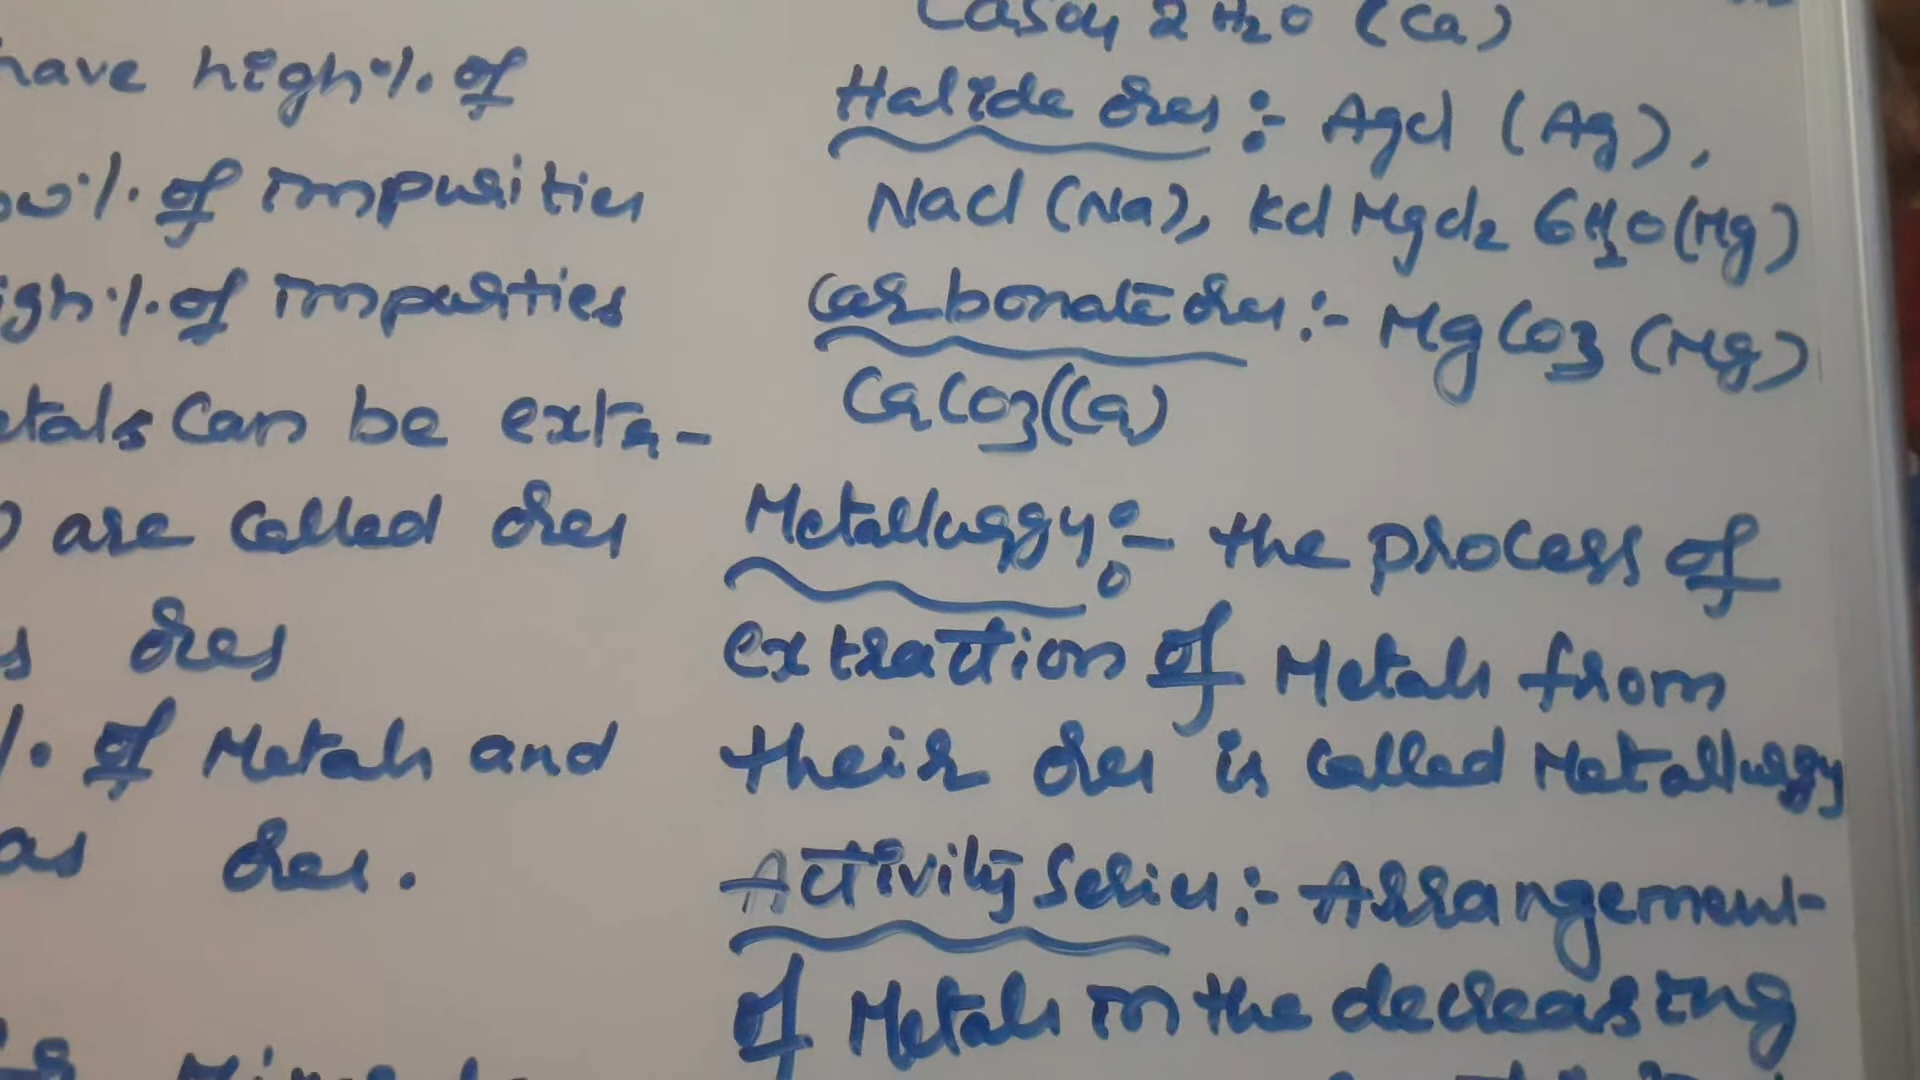 have high % of
% of impurities
% of impurities
Can be extra-
are called ores
ores
% of Metals and
as ores.
CaSO4 2H2O (Ca)
Halide ores :- Agcl (Ag),
Nacl (Na), Kcl Mgcl2 6H2O (Mg)
Carbonate ores :- MgCO3 (Mg)
CaCO3 (Ca)
Metallurgy :- the process of
extraction of Metals from
their ores is called Metallurgy
Activity Series :- Arrangement
of Metals in the decreasing